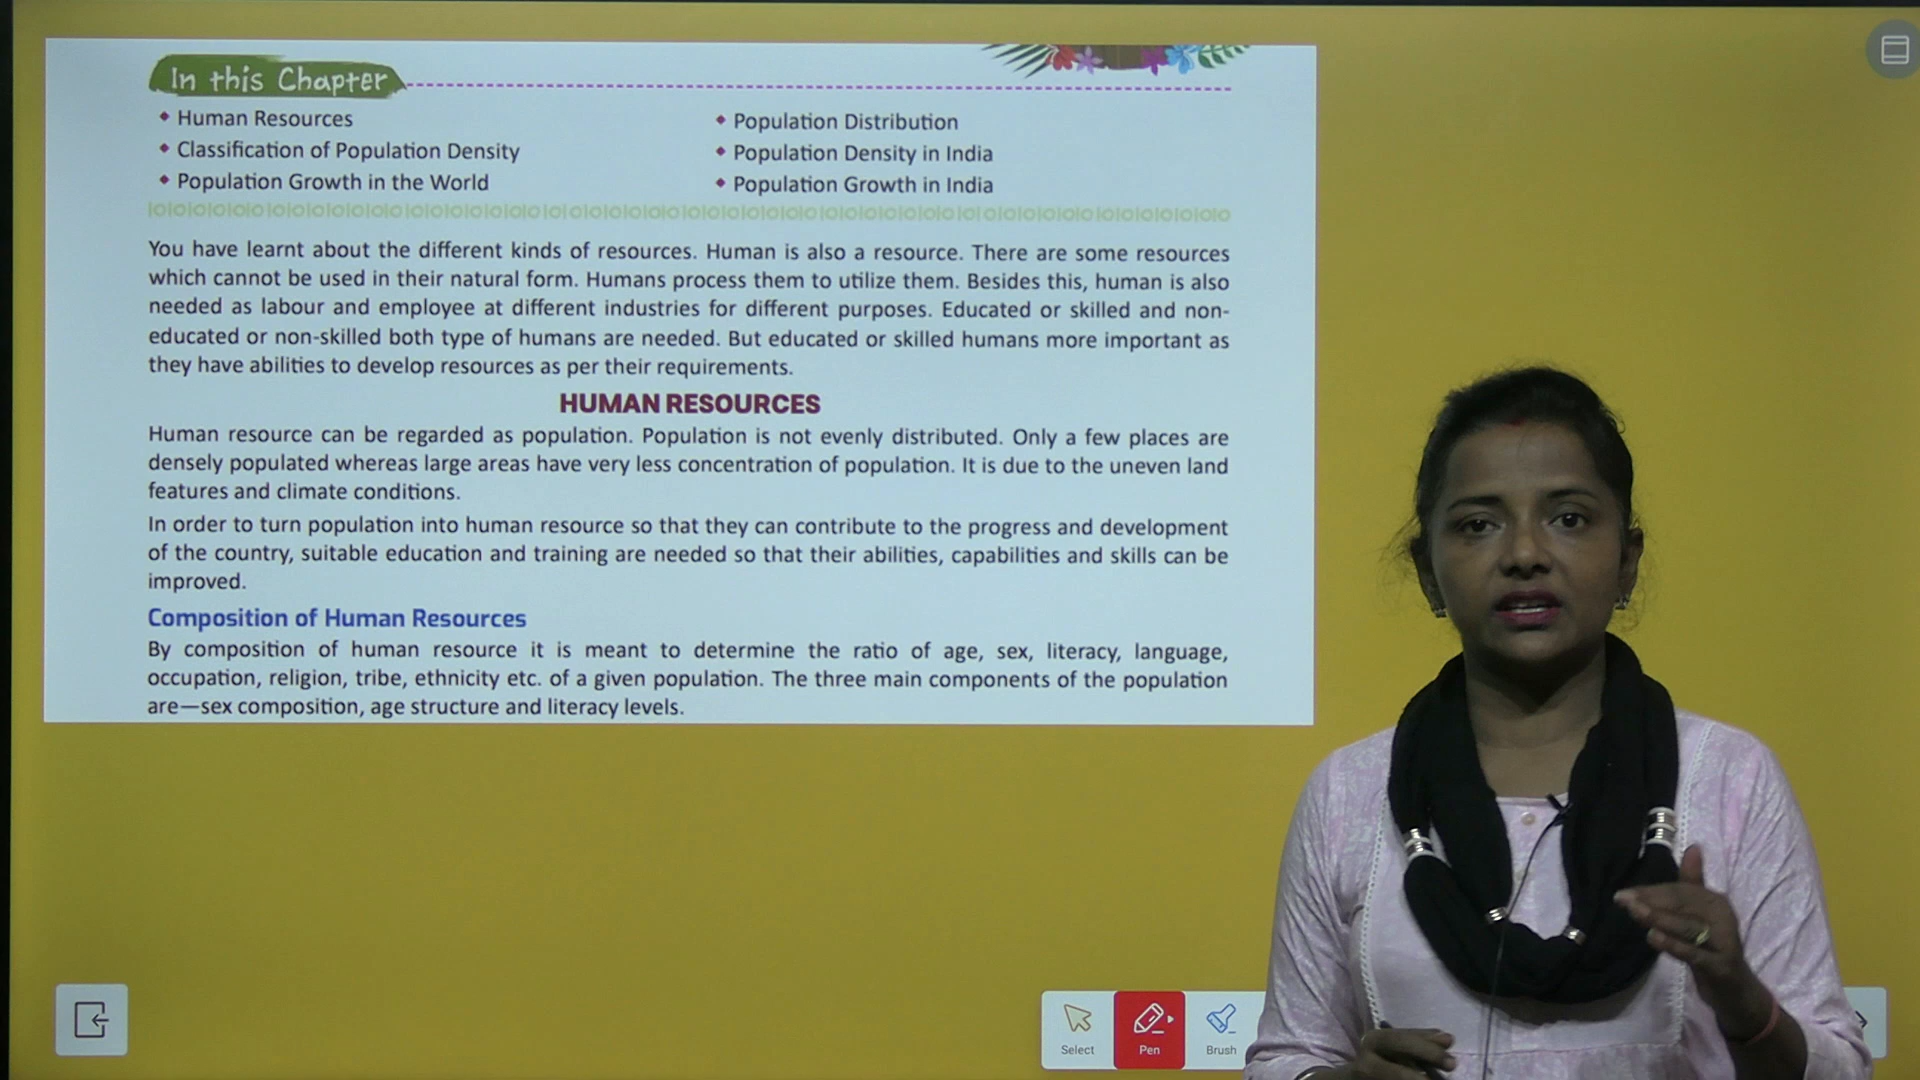 In this Chapter
Human Resources
Classification of Population Density
Population Growth in the World
Population Distribution
Population Density in India
Population Growth in India
You have learnt about the different kinds of resources. Human is also a resource. There are some resources
which cannot be used in their natural form. Humans process them to utilize them. Besides this, human is also
needed as labour and employee at different industries for different purposes. Educated or skilled and non-
educated or non-skilled both type of humans are needed. But educated or skilled humans more important as
they have abilities to develop resources as per their requirements.
HUMAN RESOURCES
Human resource can be regarded as population. Population is not evenly distributed. Only a few places are
densely populated whereas large areas have very less concentration of population. It is due to the uneven land
features and climate conditions.
In order to turn population into human resource so that they can contribute to the progress and development
of the country, suitable education and training are needed so that their abilities, capabilities and skills can be
improved.
Composition of Human Resources
By composition of human resource it is meant to determine the ratio of age, sex, literacy, language,
occupation, religion, tribe, ethnicity etc. of a given population. The three main components of the population
are—sex composition, age structure and literacy levels.
Select
Pen
Brush